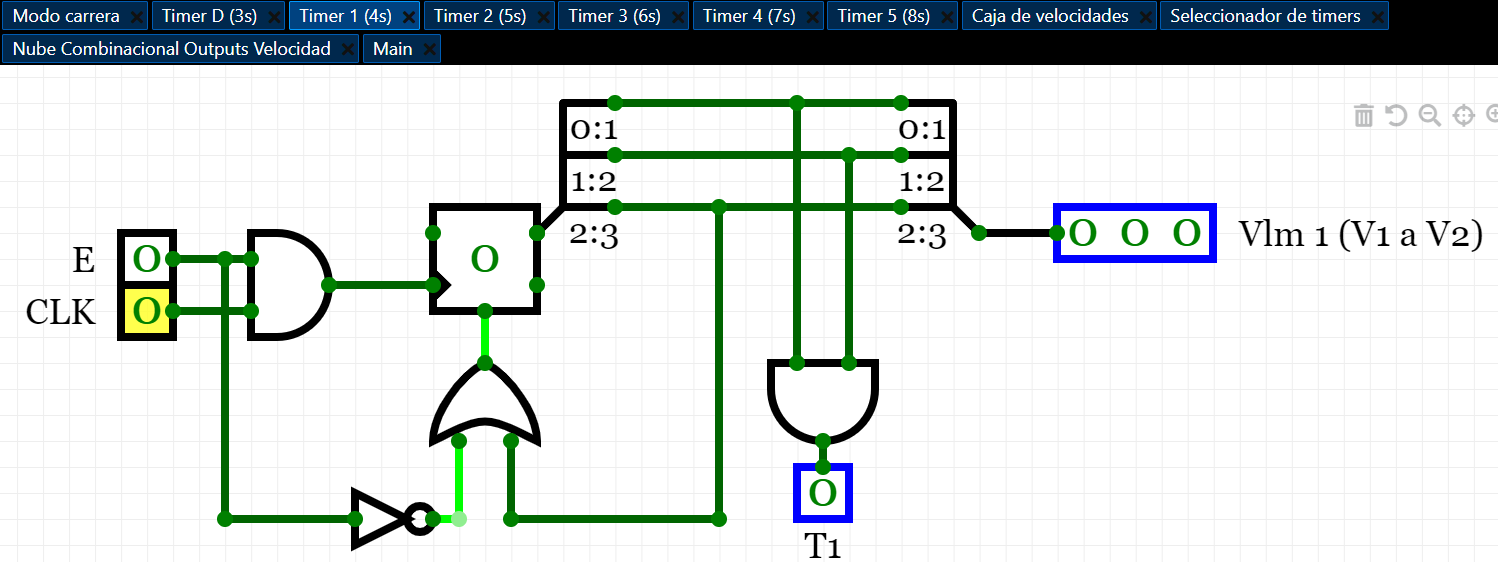 Modo carrera × Timer D (3s) × Timer 1 (4s) × Timer 2 (5s) × Timer 3 (6s) × Timer 4 (7s) × Timer 5 (8s) × Caja de velocidades × Seleccionador de timers ×
Nube Combinacional Outputs Velocidad × Main ×
0:1 0:1
1:2 1:2
2:3 2:3
E 0 0 0 0 0 Vlm 1 (V1 a V2)
CLK 0
0
T1